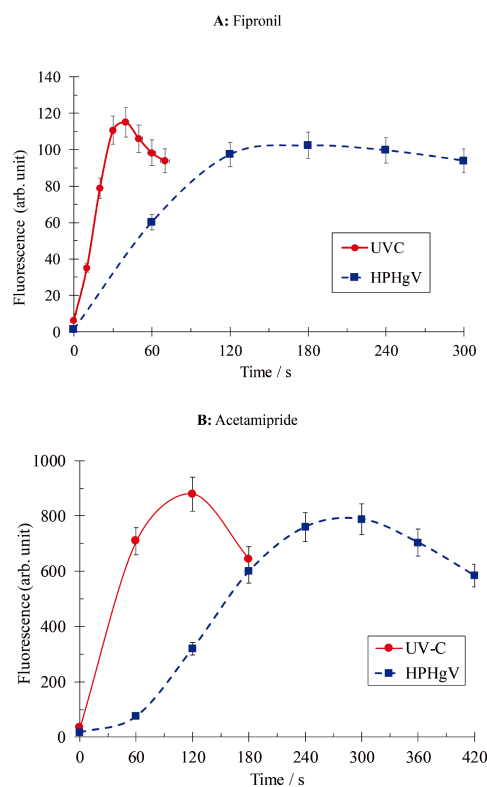 A: Fipronil
Fluorescence (arb. unit)
140
120
100
80
60
40
20
0
0 60 120 180 240 300
Time / s
UVC
HPHgV
B: Acetamipride
Fluorescence (arb. unit)
1000
800
600
400
200
0
0 60 120 180 240 300 360 420
Time / s
UV-C
HPHgV